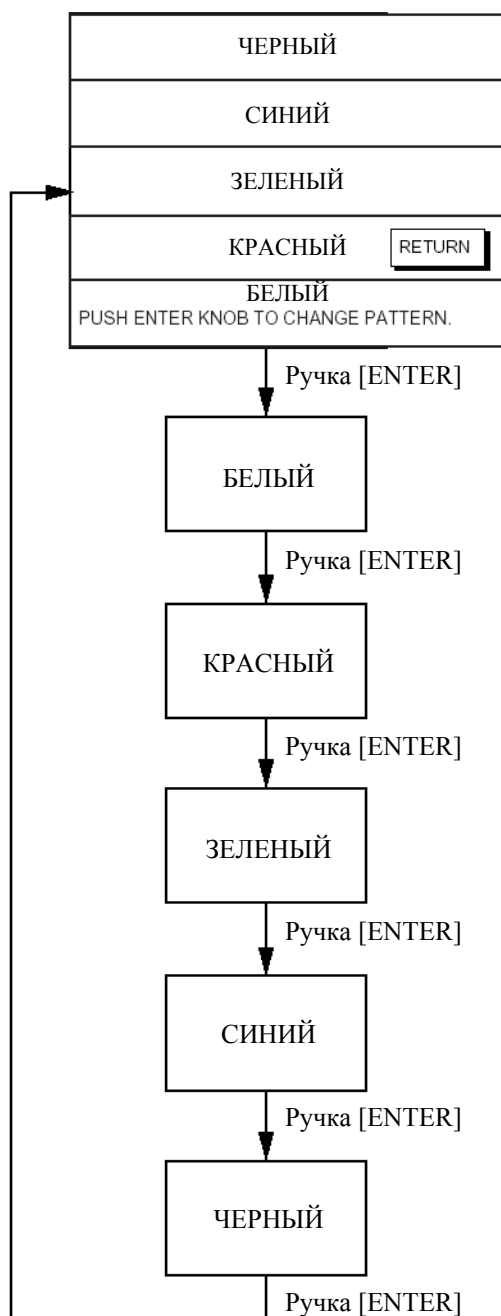 ЧЕРНЫЙ
СИНИЙ
ЗЕЛЕНЫЙ
КРАСНЫЙ RETURN
БЕЛЫЙ
PUSH ENTER KNOB TO CHANGE PATTERN.
Ручка [ENTER]
БЕЛЫЙ
Ручка [ENTER]
КРАСНЫЙ
Ручка [ENTER]
ЗЕЛЕНЫЙ
Ручка [ENTER]
СИНИЙ
Ручка [ENTER]
ЧЕРНЫЙ
Ручка [ENTER]